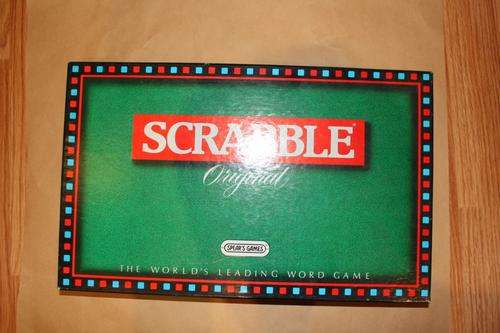 SCRABBLE
Original
SPEAR'S GAMES
THE WORLD'S LEADING WORD GAME